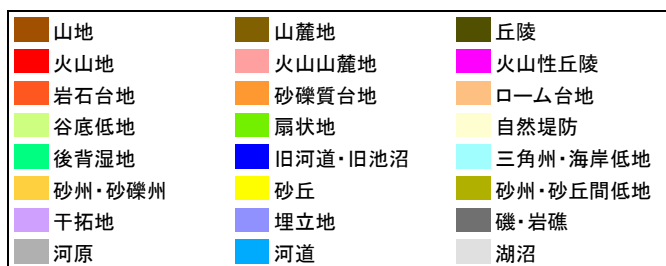 山地 山麓地 丘陵
火山地 火山山麓地 火山性丘陵
岩石台地 砂礫質台地 ローム台地
谷底低地 扇状地 自然堤防
後背湿地 旧河道・旧池沼 三角州・海岸低地
砂州・砂礫州 砂丘 砂州・砂丘間低地
干拓地 埋立地 磯・岩礁
河原 河道 湖沼